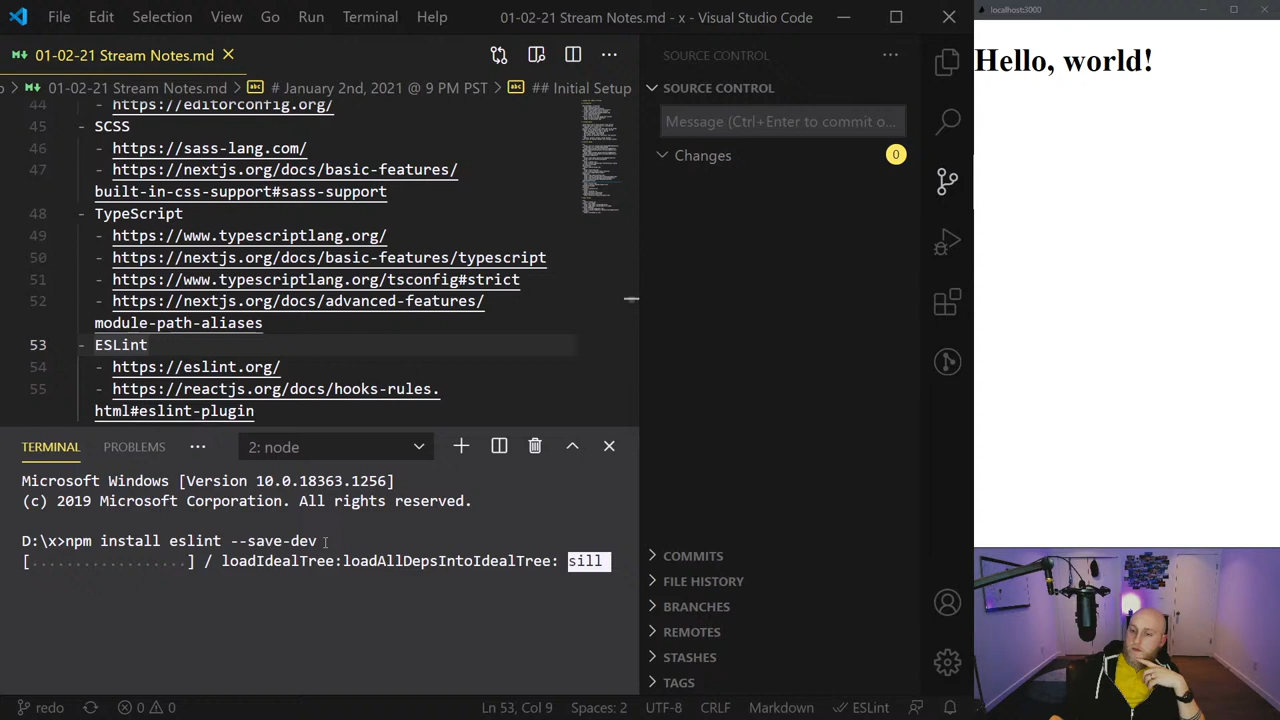 File Edit Selection View Go Run Terminal Help 01-02-21 Stream Notes.md - x - Visual Studio Code
localhost:3000
01-02-21 Stream Notes.md
01-02-21 Stream Notes.md > # January 2nd, 2021 @ 9 PM PST > ## Initial Setup
44 - https://editorconfig.org/
45 - SCSS
46 - https://sass-lang.com/
47 - https://nextjs.org/docs/basic-features/
built-in-css-support#sass-support
48 - TypeScript
49 - https://www.typescriptlang.org/
50 - https://nextjs.org/docs/basic-features/typescript
51 - https://www.typescriptlang.org/tsconfig#strict
52 - https://nextjs.org/docs/advanced-features/
module-path-aliases
53 - ESLint
54 - https://eslint.org/
55 - https://reactjs.org/docs/hooks-rules.
html#eslint-plugin
TERMINAL PROBLEMS ··· 2: node
Microsoft Windows [Version 10.0.18363.1256]
(c) 2019 Microsoft Corporation. All rights reserved.
D:\x>npm install eslint --save-dev
[..................] / loadIdealTree:loadAllDepsIntoIdealTree: sill
SOURCE CONTROL
SOURCE CONTROL
Message (Ctrl+Enter to commit o...
Changes 0
COMMITS
FILE HISTORY
BRANCHES
REMOTES
STASHES
TAGS
Hello, world!
redo 0 0 Ln 53, Col 9 Spaces: 2 UTF-8 CRLF Markdown ESLint